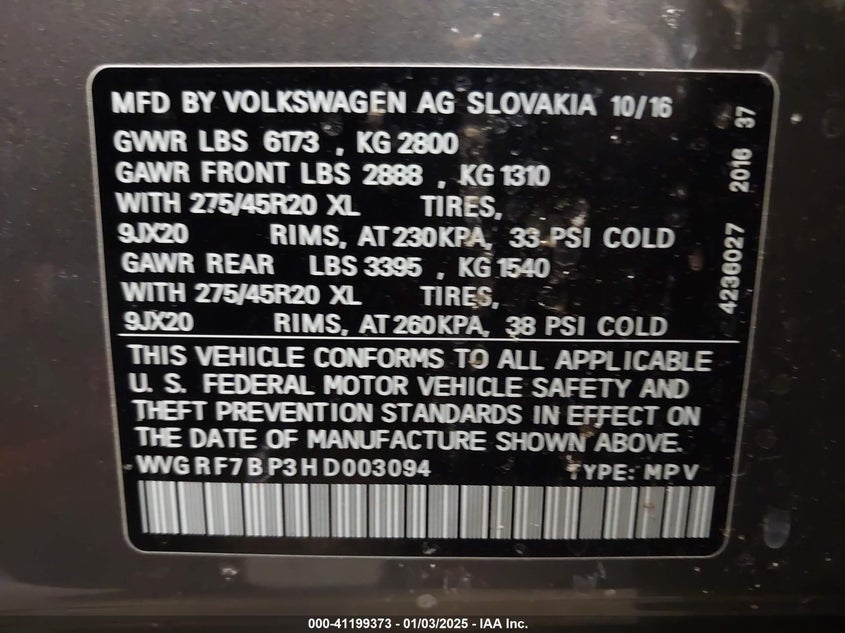 MFD BY VOLKSWAGEN AG SLOVAKIA 10/16
GVWR LBS 6173 , KG 2800
GAWR FRONT LBS 2888 , KG 1310
WITH 275/45R20 XL TIRES,
9JX20 RIMS, AT 230KPA, 33 PSI COLD
GAWR REAR LBS 3395 , KG 1540
WITH 275/45R20 XL TIRES,
9JX20 RIMS, AT 260KPA, 38 PSI COLD
4236027 2016 37
THIS VEHICLE CONFORMS TO ALL APPLICABLE
U. S. FEDERAL MOTOR VEHICLE SAFETY AND
THEFT PREVENTION STANDARDS IN EFFECT ON
THE DATE OF MANUFACTURE SHOWN ABOVE.
WVGRF7BP3HD003094 TYPE: MPV
000-41199373 - 01/03/2025 - IAA Inc.